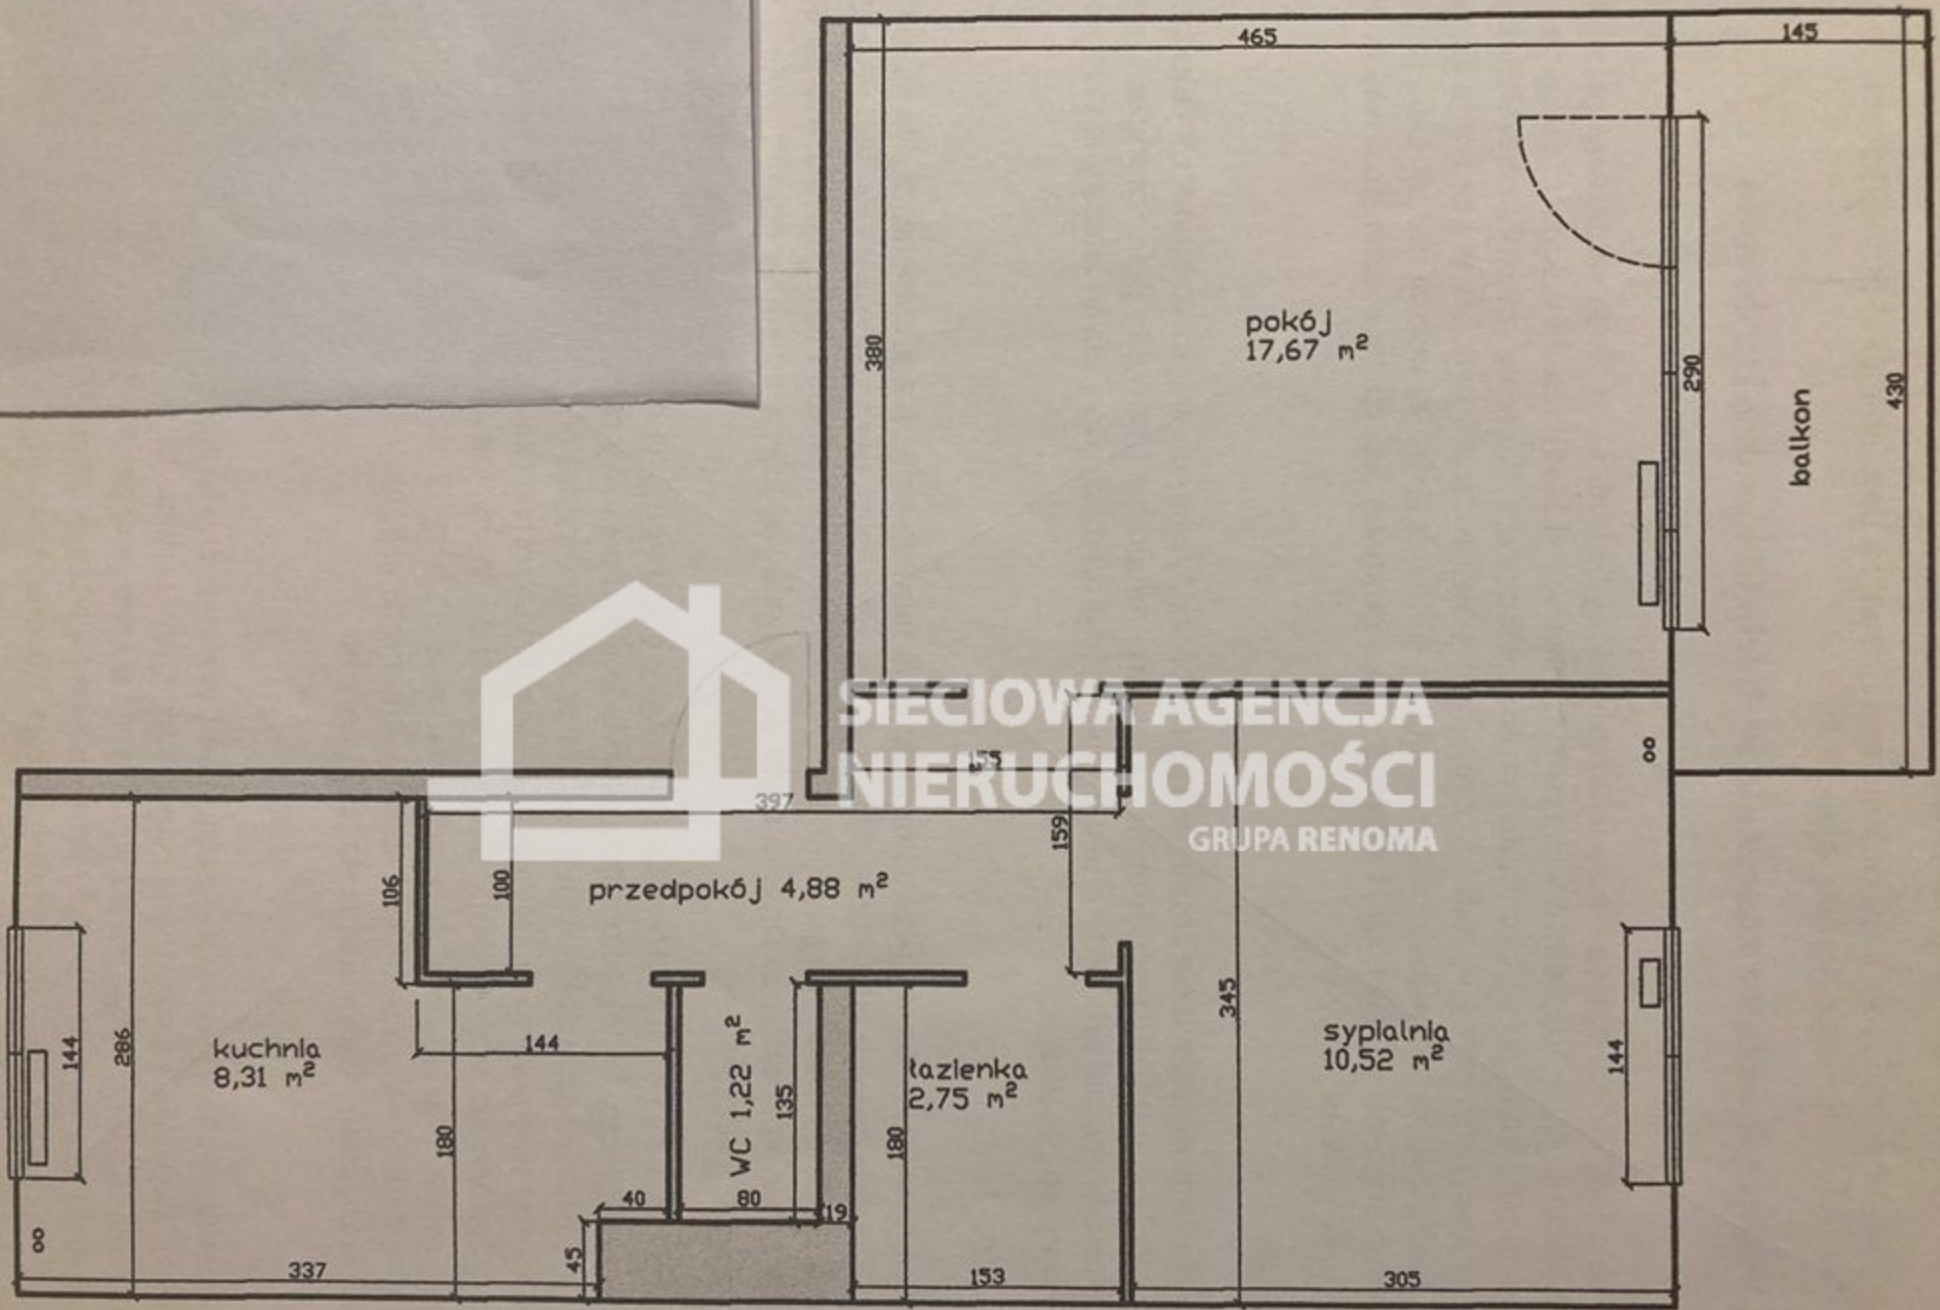 465
145
380
pokój
17,67 m²
290
430
balkon
SIECIOWA AGENCJA
NIERUCHOMOŚCI
GRUPA RENOMA
155
397
159
106
100
przedpokój 4,88 m²
144
286
kuchnia
8,31 m²
144
180
WC 1,22 m²
135
łazienka
2,75 m²
180
345
sypialnia
10,52 m²
144
40
80
19
45
337
153
305